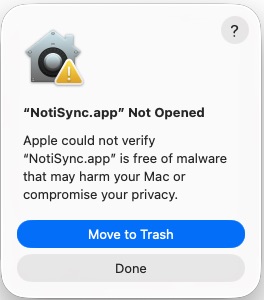 ?
“NotiSync.app” Not Opened
Apple could not verify
“NotiSync.app” is free of malware
that may harm your Mac or
compromise your privacy.
Move to Trash
Done